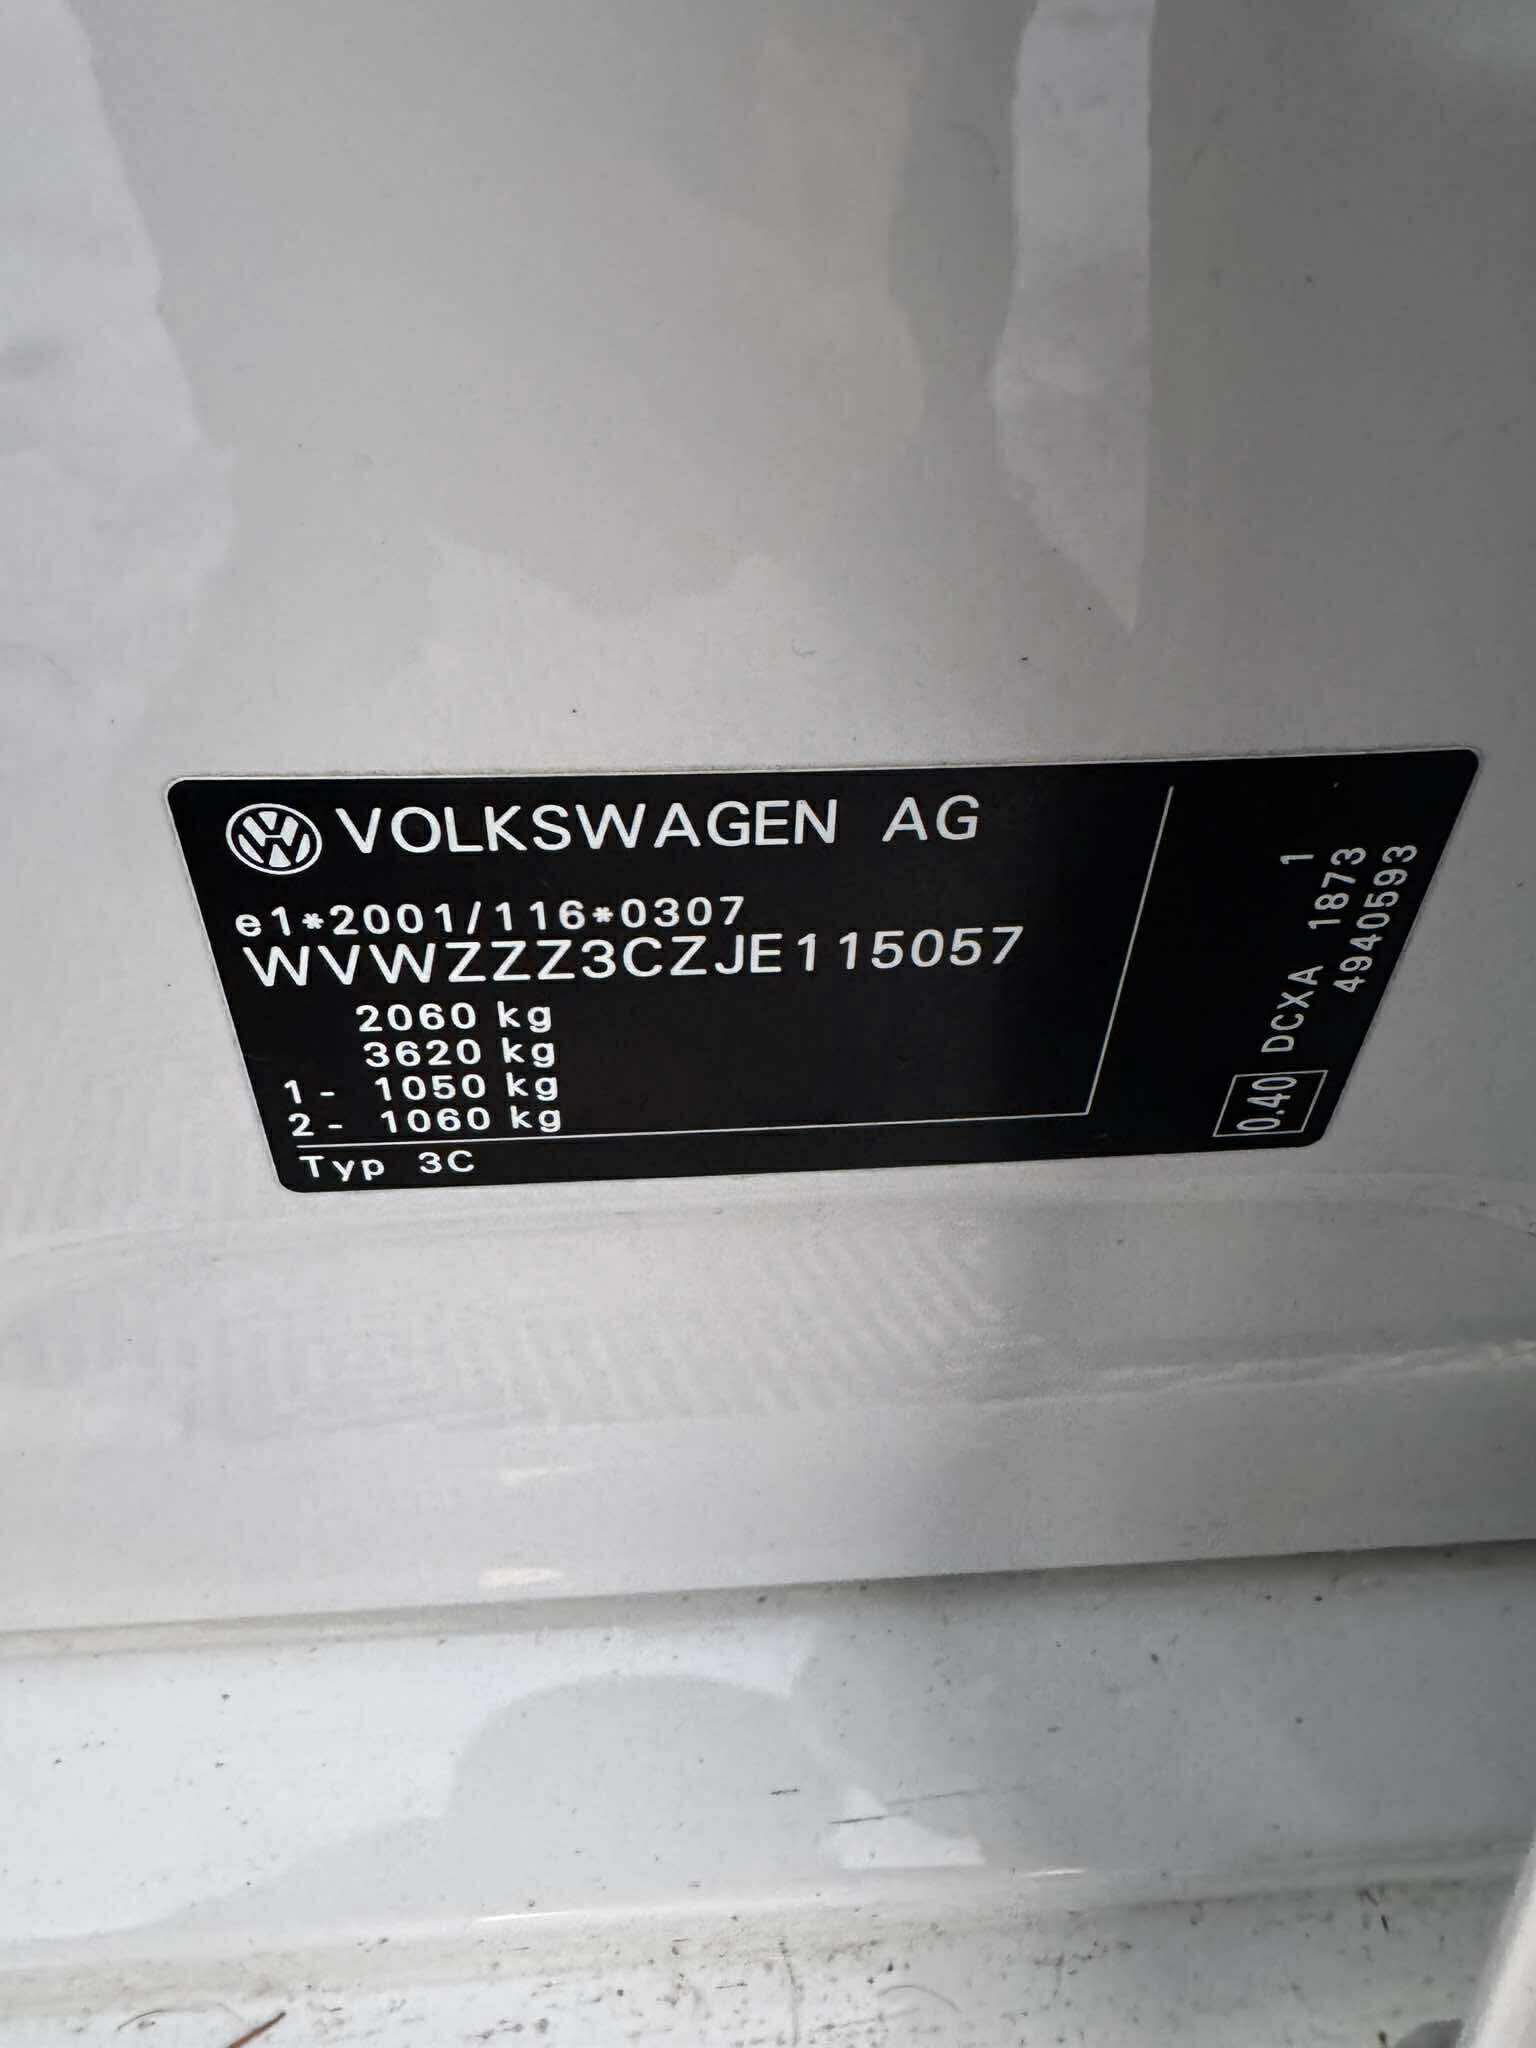 VOLKSWAGEN AG
e1*2001/116*0307
WVWZZZ3CZJE115057
2060 kg
3620 kg
1- 1050 kg
2- 1060 kg
Typ 3C
0.40 DCXA 1873 1
4940593